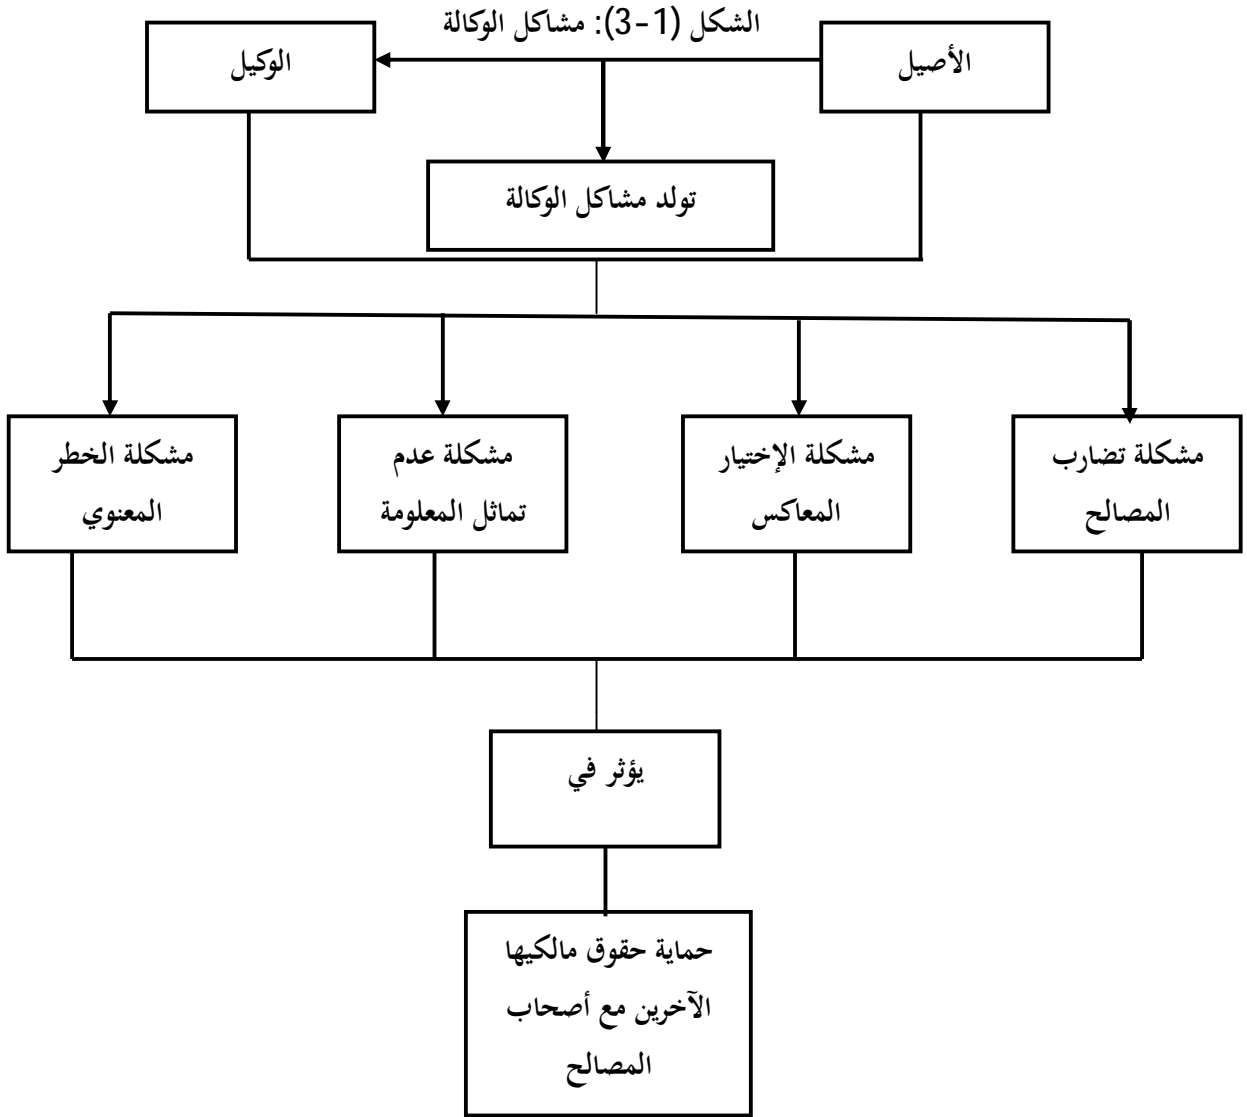 الشكل (1-3): مشاكل الوكالة
الأصيل
الوكيل
تولد مشاكل الوكالة
مشكلة تضارب
المصالح
مشكلة الإختيار
المعاكس
مشكلة عدم
تماثل المعلومة
مشكلة الخطر
المعنوي
يؤثر في
حماية حقوق مالكيها
الآخرين مع أصحاب
المصالح